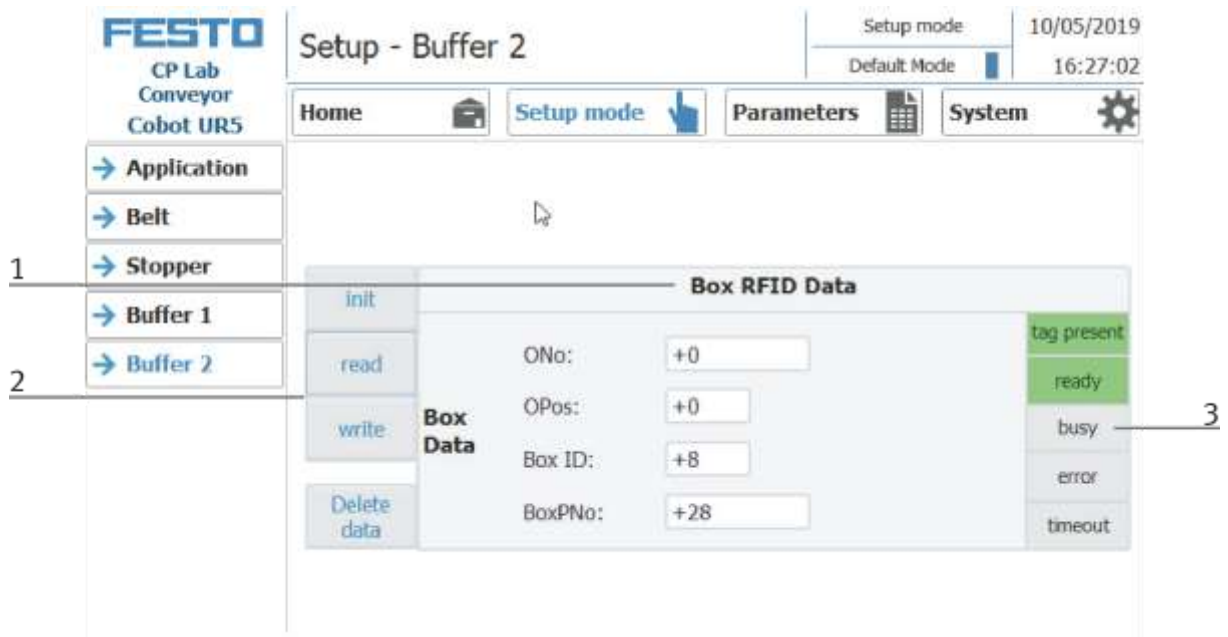 FESTO
CP Lab
Conveyor
Cobot UR5
Setup - Buffer 2
Setup mode
Default Mode
10/05/2019
16:27:02
Home
Setup mode
Parameters
System
Application
Belt
Stopper
Buffer 1
Buffer 2
1
2
3
init
read
write
Delete
data
Box RFID Data
Box
Data
ONo: +0
OPos: +0
Box ID: +8
BoxPNo: +28
tag present
ready
busy
error
timeout